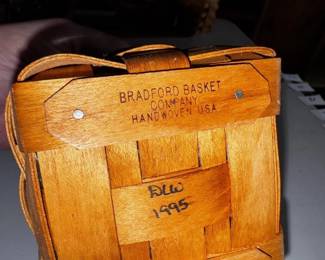 BRADFORD BASKET
COMPANY
HANDWOVEN USA
DLW
1995